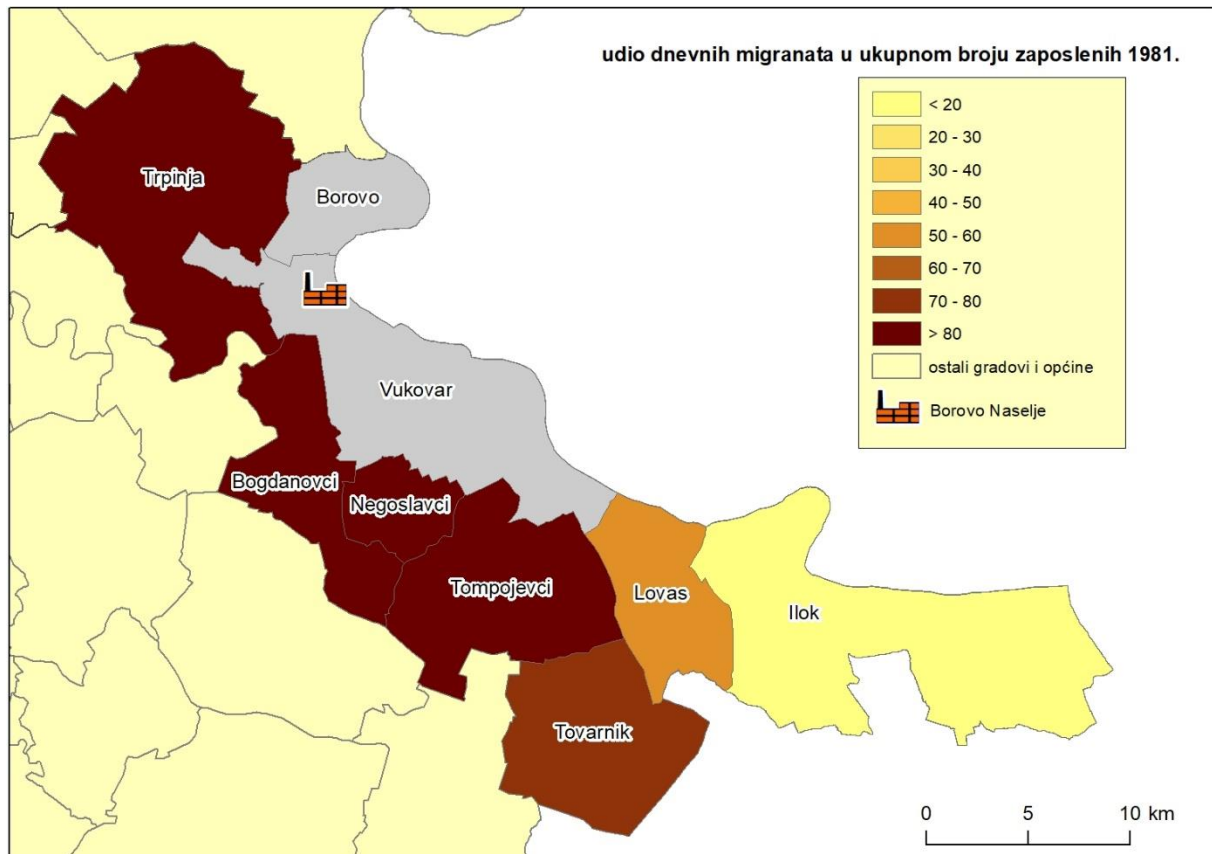 udio dnevnih migranata u ukupnom broju zaposlenih 1981.
< 20
20 - 30
30 - 40
40 - 50
50 - 60
60 - 70
70 - 80
> 80
ostali gradovi i općine
Borovo Naselje
Trpinja
Borovo
Vukovar
Bogdanovci
Negoslavci
Tompojevci
Lovas
Ilok
Tovarnik
0 5 10 km